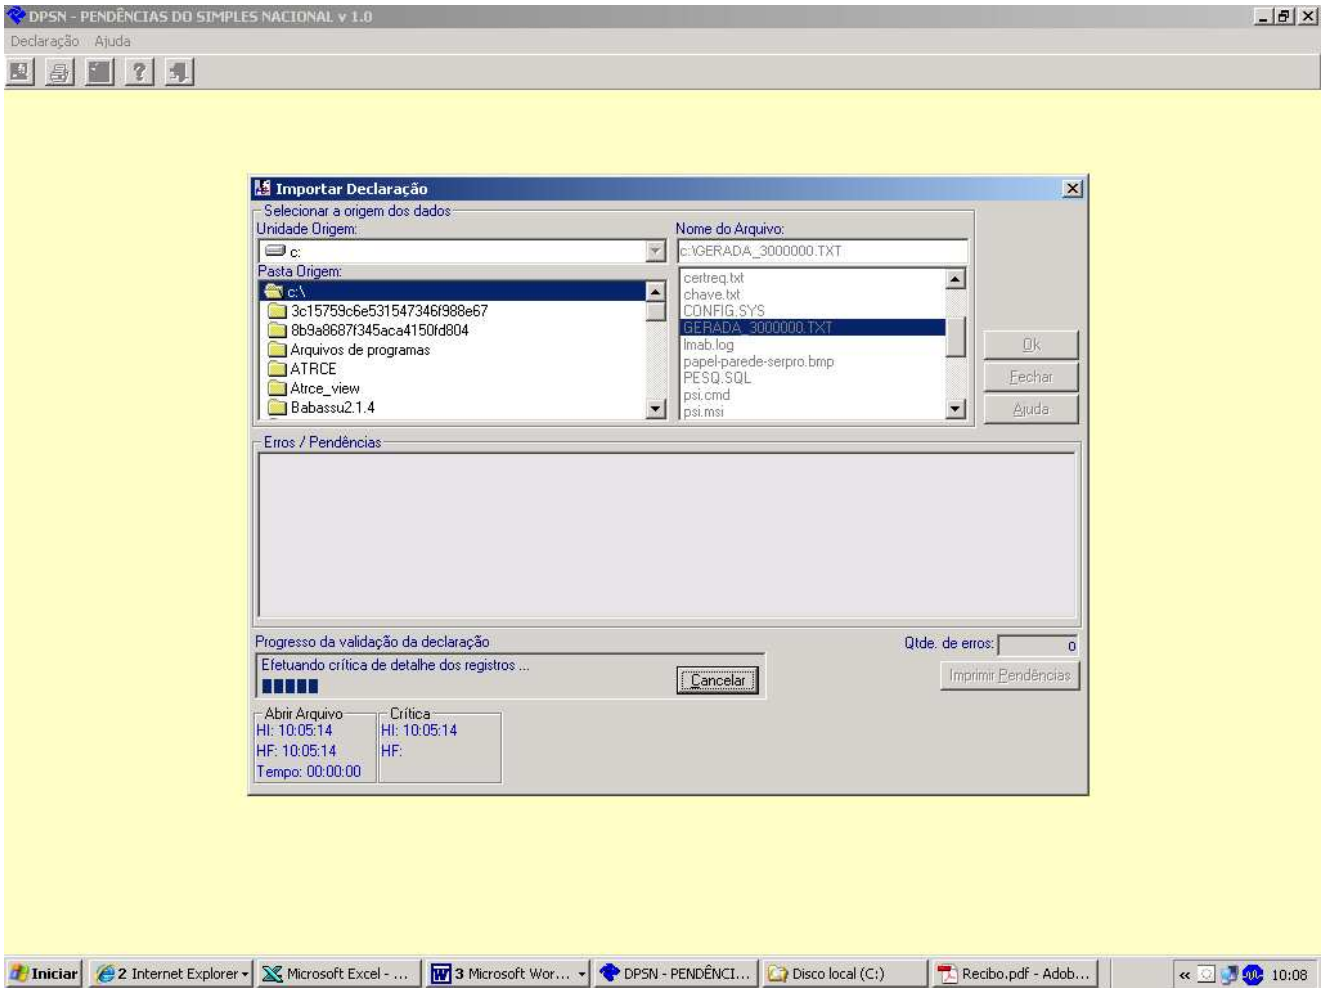 DPSN - PENDÊNCIAS DO SIMPLES NACIONAL v 1.0
Declaração Ajuda
Importar Declaração
Selecionar a origem dos dados
Unidade Origem:
c:
Pasta Origem:
c:\
3c15759c6e531547346f988e67
8b9a8687f345aca4150fd804
Arquivos de programas
ATRCE
Atrce_view
Babassu2.1.4
Nome do Arquivo:
c:\GERADA_3000000.TXT
certreq.txt
chave.txt
CONFIG.SYS
GERADA_3000000.TXT
lmab.log
papel-parede-serpro.bmp
PESQ.SQL
psi.cmd
psi.msi
Ok
Fechar
Ajuda
Erros / Pendências
Progresso da validação da declaração
Efetuando crítica de detalhe dos registros ...
Cancelar
Qtde. de erros: 0
Imprimir Pendências
Abrir Arquivo
HI: 10:05:14
HF: 10:05:14
Tempo: 00:00:00
Crítica
HI: 10:05:14
HF:
Iniciar
2 Internet Explorer
Microsoft Excel - ...
3 Microsoft Wor...
DPSN - PENDÊNCI...
Disco local (C:)
Recibo.pdf - Adob...
10:08